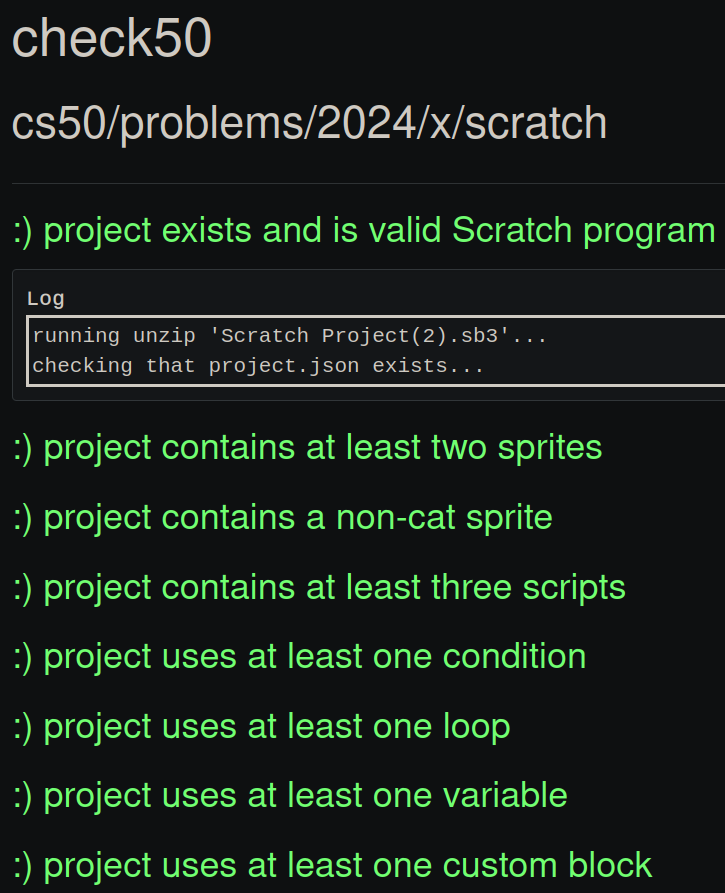 check50
cs50/problems/2024/x/scratch
:) project exists and is valid Scratch program
Log
running unzip 'Scratch Project(2).sb3'...
checking that project.json exists...
:) project contains at least two sprites
:) project contains a non-cat sprite
:) project contains at least three scripts
:) project uses at least one condition
:) project uses at least one loop
:) project uses at least one variable
:) project uses at least one custom block